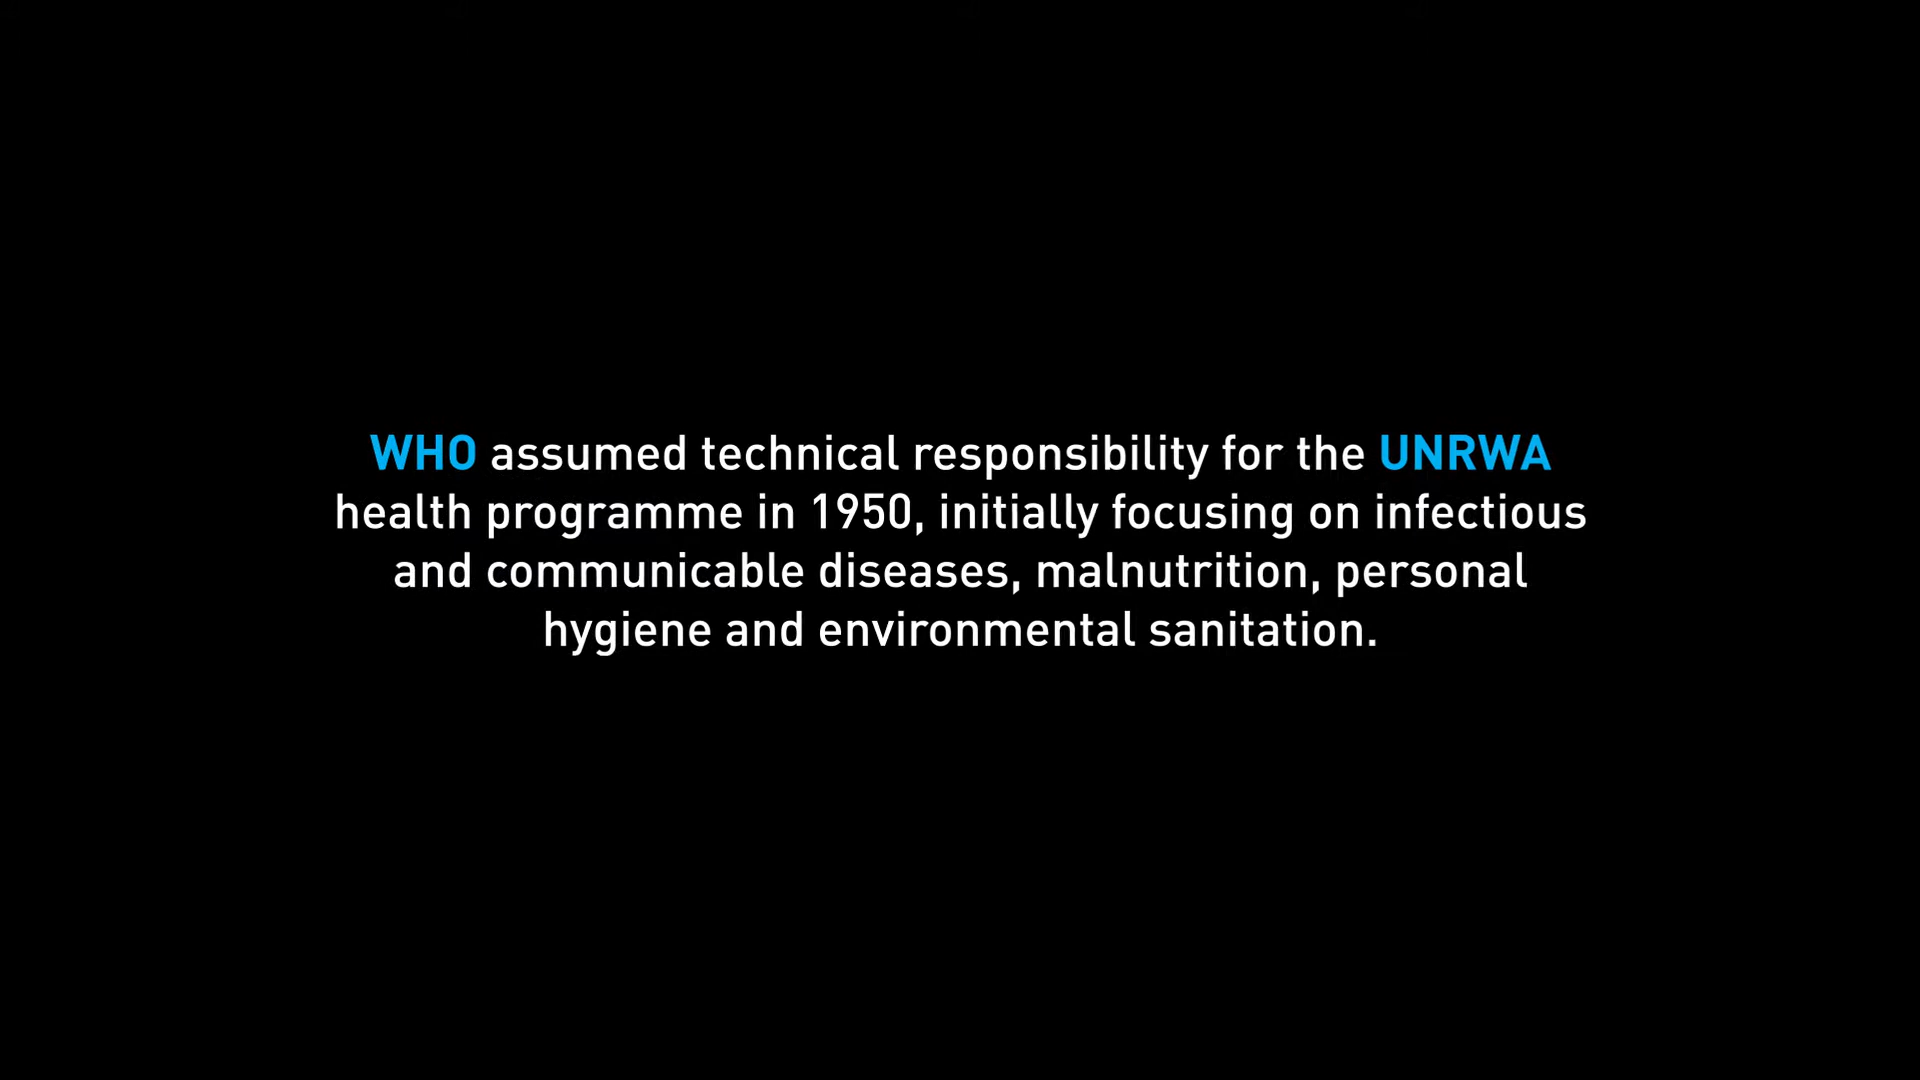 WHO assumed technical responsibility for the UNRWA
health programme in 1950, initially focusing on infectious
and communicable diseases, malnutrition, personal
hygiene and environmental sanitation.